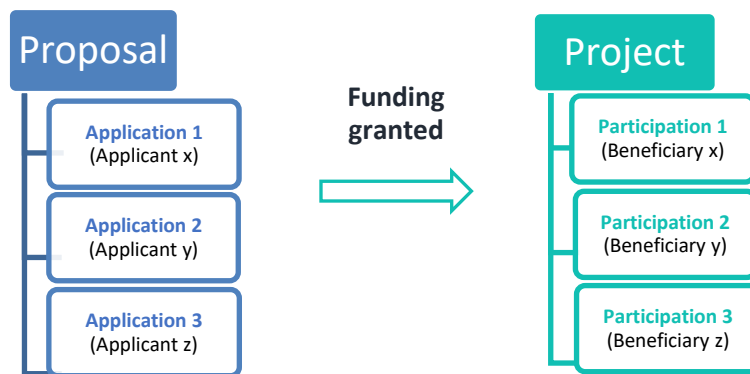 Proposal
Application 1
(Applicant x)
Application 2
(Applicant y)
Application 3
(Applicant z)
Funding
granted
Project
Participation 1
(Beneficiary x)
Participation 2
(Beneficiary y)
Participation 3
(Beneficiary z)